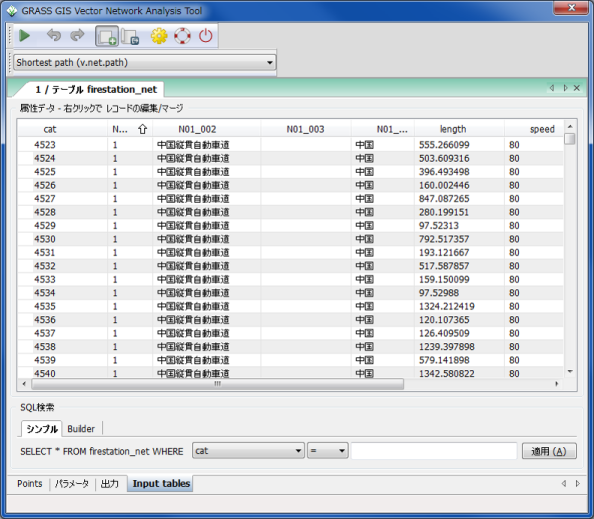 GRASS GIS Vector Network Analysis Tool
Shortest path (v.net.path)
1 / テーブル firestation_net
属性データ - 右クリックで レコードの編集/マージ
cat N... N01_002 N01_003 N01_... length speed
4523 1 中国縦貫自動車道 中国 555.266099 80
4524 1 中国縦貫自動車道 中国 503.609316 80
4525 1 中国縦貫自動車道 中国 396.493498 80
4526 1 中国縦貫自動車道 中国 160.002446 80
4527 1 中国縦貫自動車道 中国 847.087265 80
4528 1 中国縦貫自動車道 中国 280.199151 80
4529 1 中国縦貫自動車道 中国 97.52313 80
4530 1 中国縦貫自動車道 中国 792.517357 80
4531 1 中国縦貫自動車道 中国 193.121667 80
4532 1 中国縦貫自動車道 中国 517.587857 80
4533 1 中国縦貫自動車道 中国 159.150099 80
4534 1 中国縦貫自動車道 中国 97.52988 80
4535 1 中国縦貫自動車道 中国 1324.212419 80
4536 1 中国縦貫自動車道 中国 120.107365 80
4537 1 中国縦貫自動車道 中国 126.409509 80
4538 1 中国縦貫自動車道 中国 1239.397898 80
4539 1 中国縦貫自動車道 中国 579.141898 80
4540 1 中国縦貫自動車道 中国 1342.580822 80
SQL検索
シンプル Builder
SELECT * FROM firestation_net WHERE cat = 適用 (A)
Points パラメータ 出力 Input tables